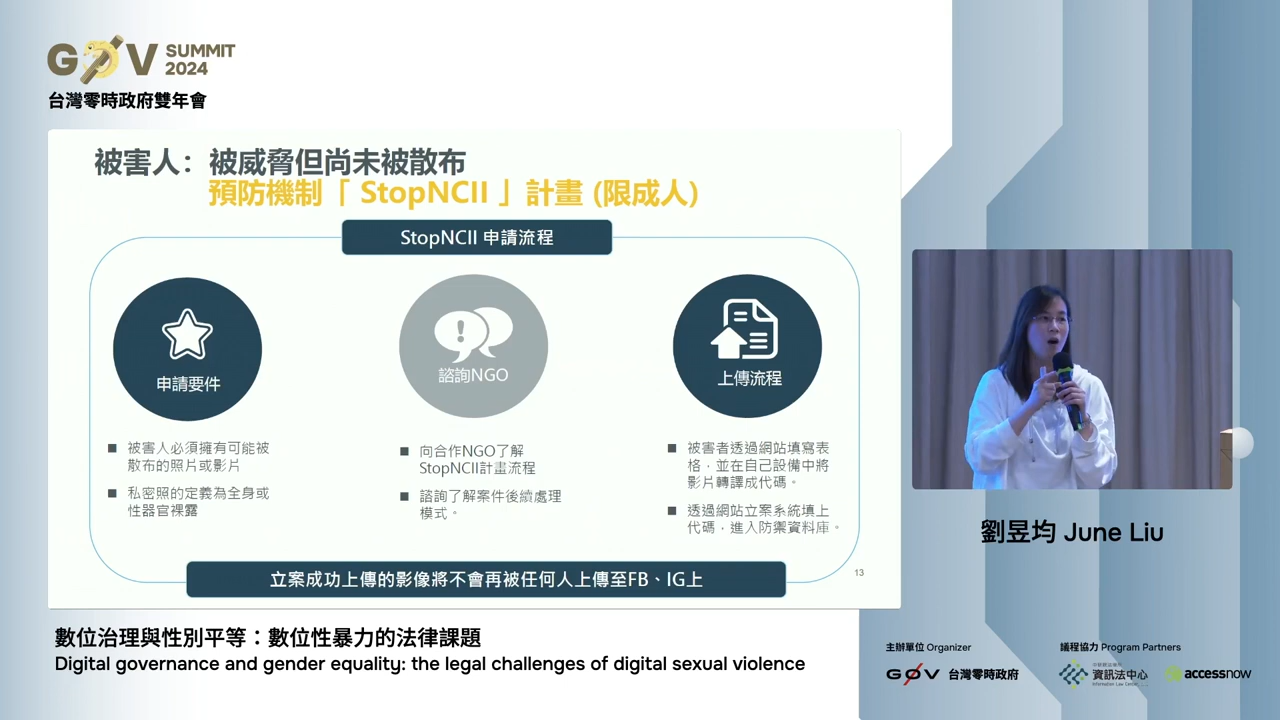 G0V SUMMIT 2024
台灣零時政府雙年會
被害人：被威脅但尚未被散布
預防機制「 StopNCII 」計畫 (限成人)
StopNCII 申請流程
申請要件
被害人必須擁有可能被
散布的照片或影片
私密照的定義為全身或
性器官裸露
諮詢NGO
向合作NGO了解
StopNCII計畫流程
諮詢了解案件後續處理
模式。
上傳流程
被害者透過網站填寫表
格，並在自己設備中將
影片轉譯成代碼。
透過網站立案系統填上
代碼，進入防禦資料庫。
立案成功上傳的影像將不會再被任何人上傳至FB、IG上
13
劉昱均 June Liu
數位治理與性別平等：數位性暴力的法律課題
Digital governance and gender equality: the legal challenges of digital sexual violence
主辦單位 Organizer
G0V 台灣零時政府
議程協力 Program Partners
資訊法中心
Information Law Center
accessnow